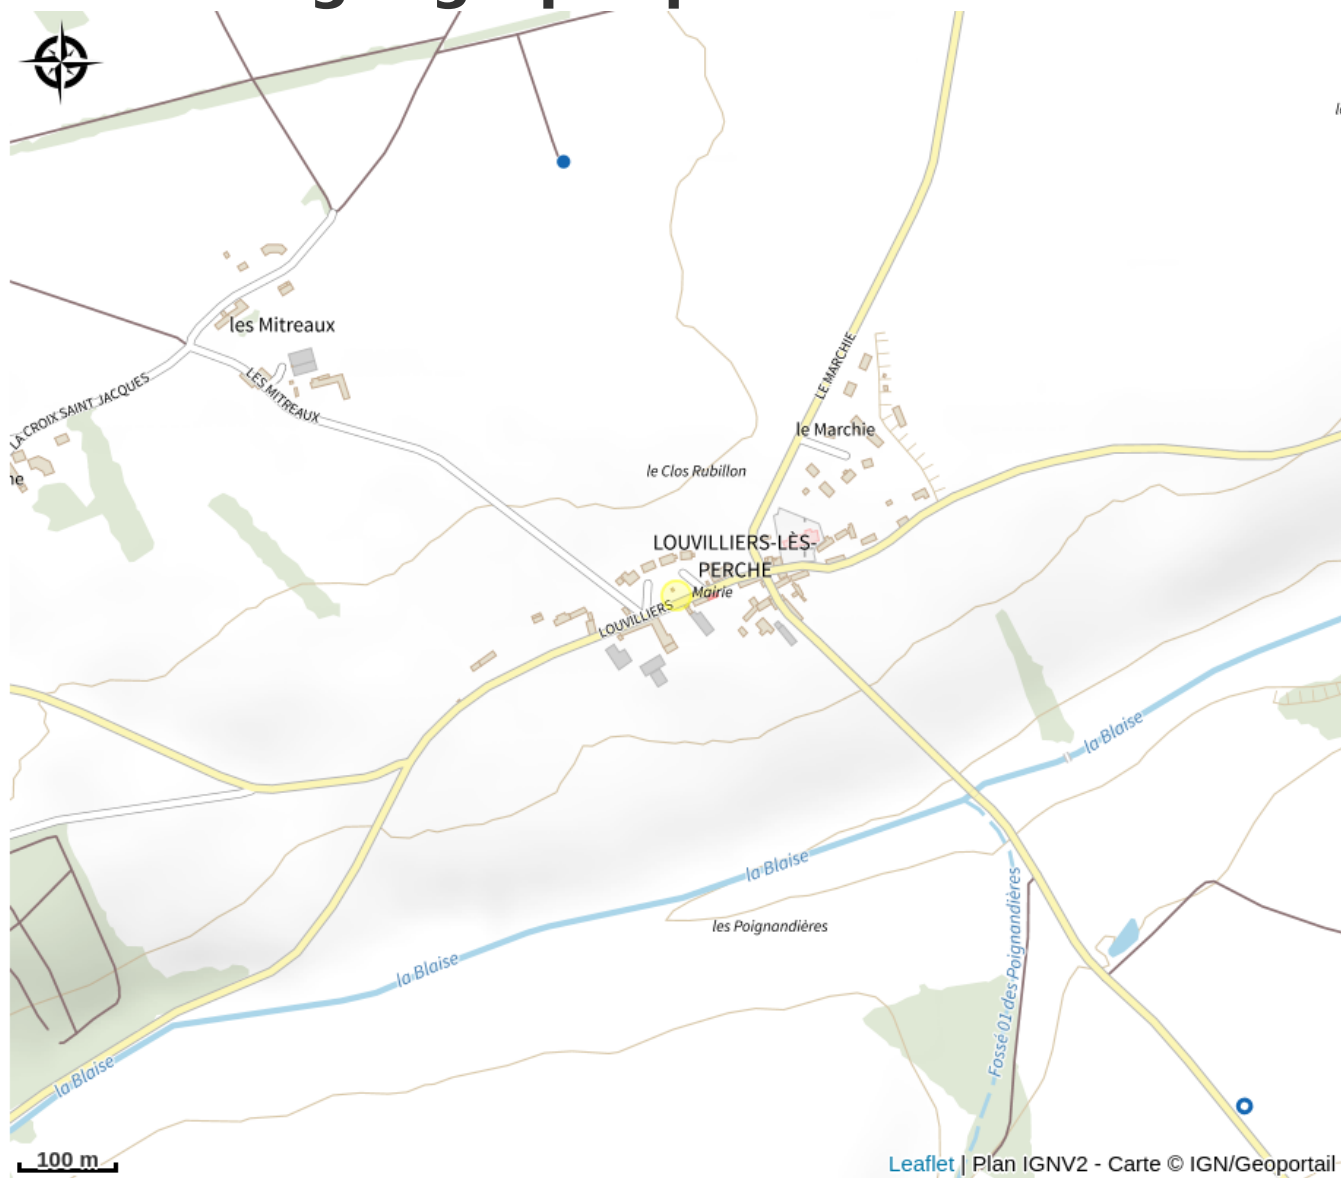 les Mitreaux
LE MARCHIE
LA CROIX SAINT JACQUES
LES MITREAUX
le Marchie
le Clos Rubillon
LOUVILLIERS-LÈS-
PERCHE
Mairie
LOUVILLIERS
la Blaise
la Blaise
les Poignandières
la Blaise
Fossé 01 des Poignandières
la Blaise
100 m
Leaflet | Plan IGNV2 - Carte © IGN/Geoportail